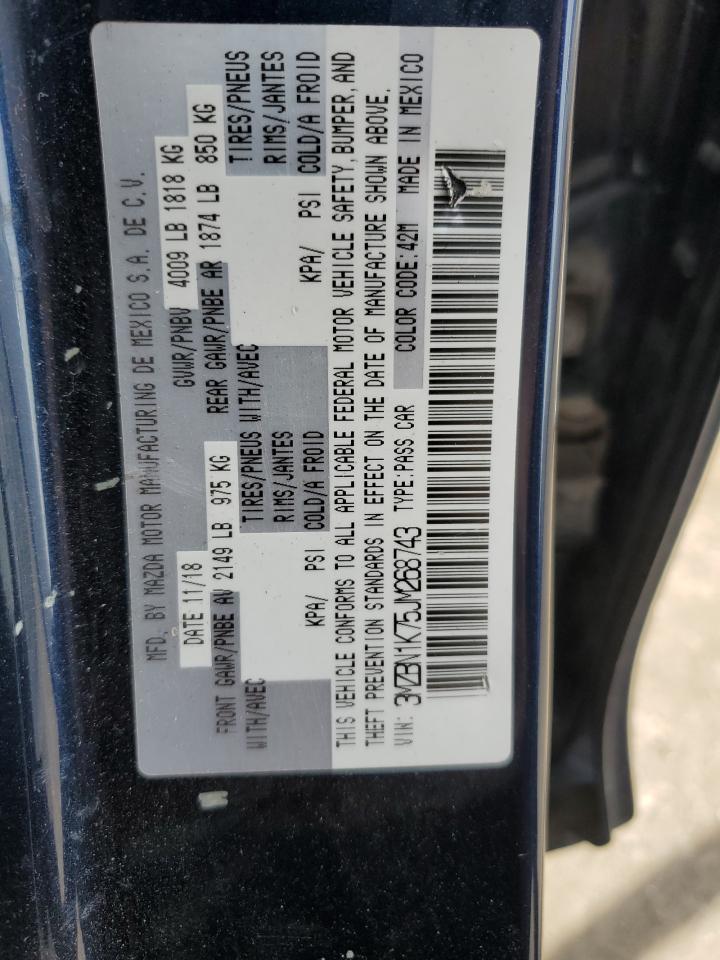 MFD. BY MAZDA MOTOR MANUFACTURING DE MEXICO S.A. DE C.V.
DATE 11/18 GVWR/PNBV 4009 LB 1818 KG
FRONT GAWR/PNBE AV 2149 LB 975 KG REAR GAWR/PNBE AR 1874 LB 850 KG
WITH/AVEC TIRES/PNEUS WITH/AVEC TIRES/PNEUS
RIMS/JANTES RIMS/JANTES
KPA/ PSI COLD/A FROID KPA/ PSI COLD/A FROID
THIS VEHICLE CONFORMS TO ALL APPLICABLE FEDERAL MOTOR VEHICLE SAFETY, BUMPER, AND
THEFT PREVENTION STANDARDS IN EFFECT ON THE DATE OF MANUFACTURE SHOWN ABOVE.
VIN: 3MZBN1K75JM268743 TYPE:PASS CAR COLOR CODE:42M MADE IN MEXICO